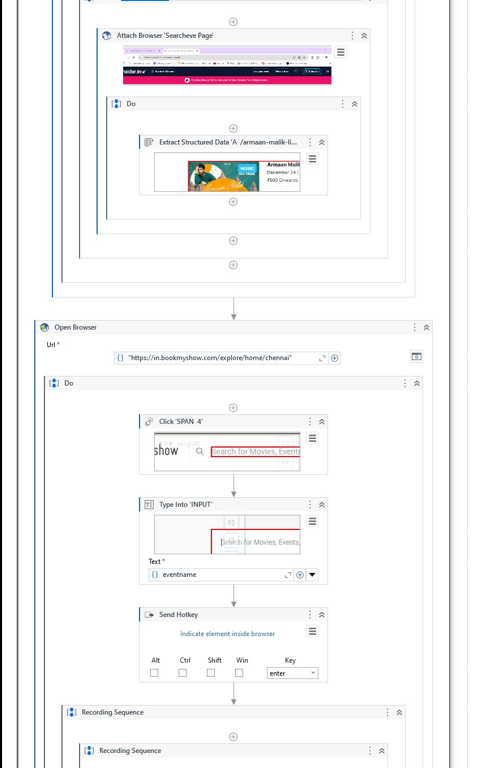 Attach Browser 'Searcheve Page'
Do
Extract Structured Data 'A /armaan-malik-li...
MUSIC
Armaan Mali
December 24 |
₹500 Onwards
Open Browser
Url *
{} "https://in.bookmyshow.com/explore/home/chennai"
Do
Click 'SPAN 4'
show
Search for Movies, Events
Type Into 'INPUT'
F2
Search for Movies, Events,
Text *
{} eventname
Send Hotkey
Indicate element inside browser
Alt Ctrl Shift Win Key
enter
Recording Sequence
Recording Sequence